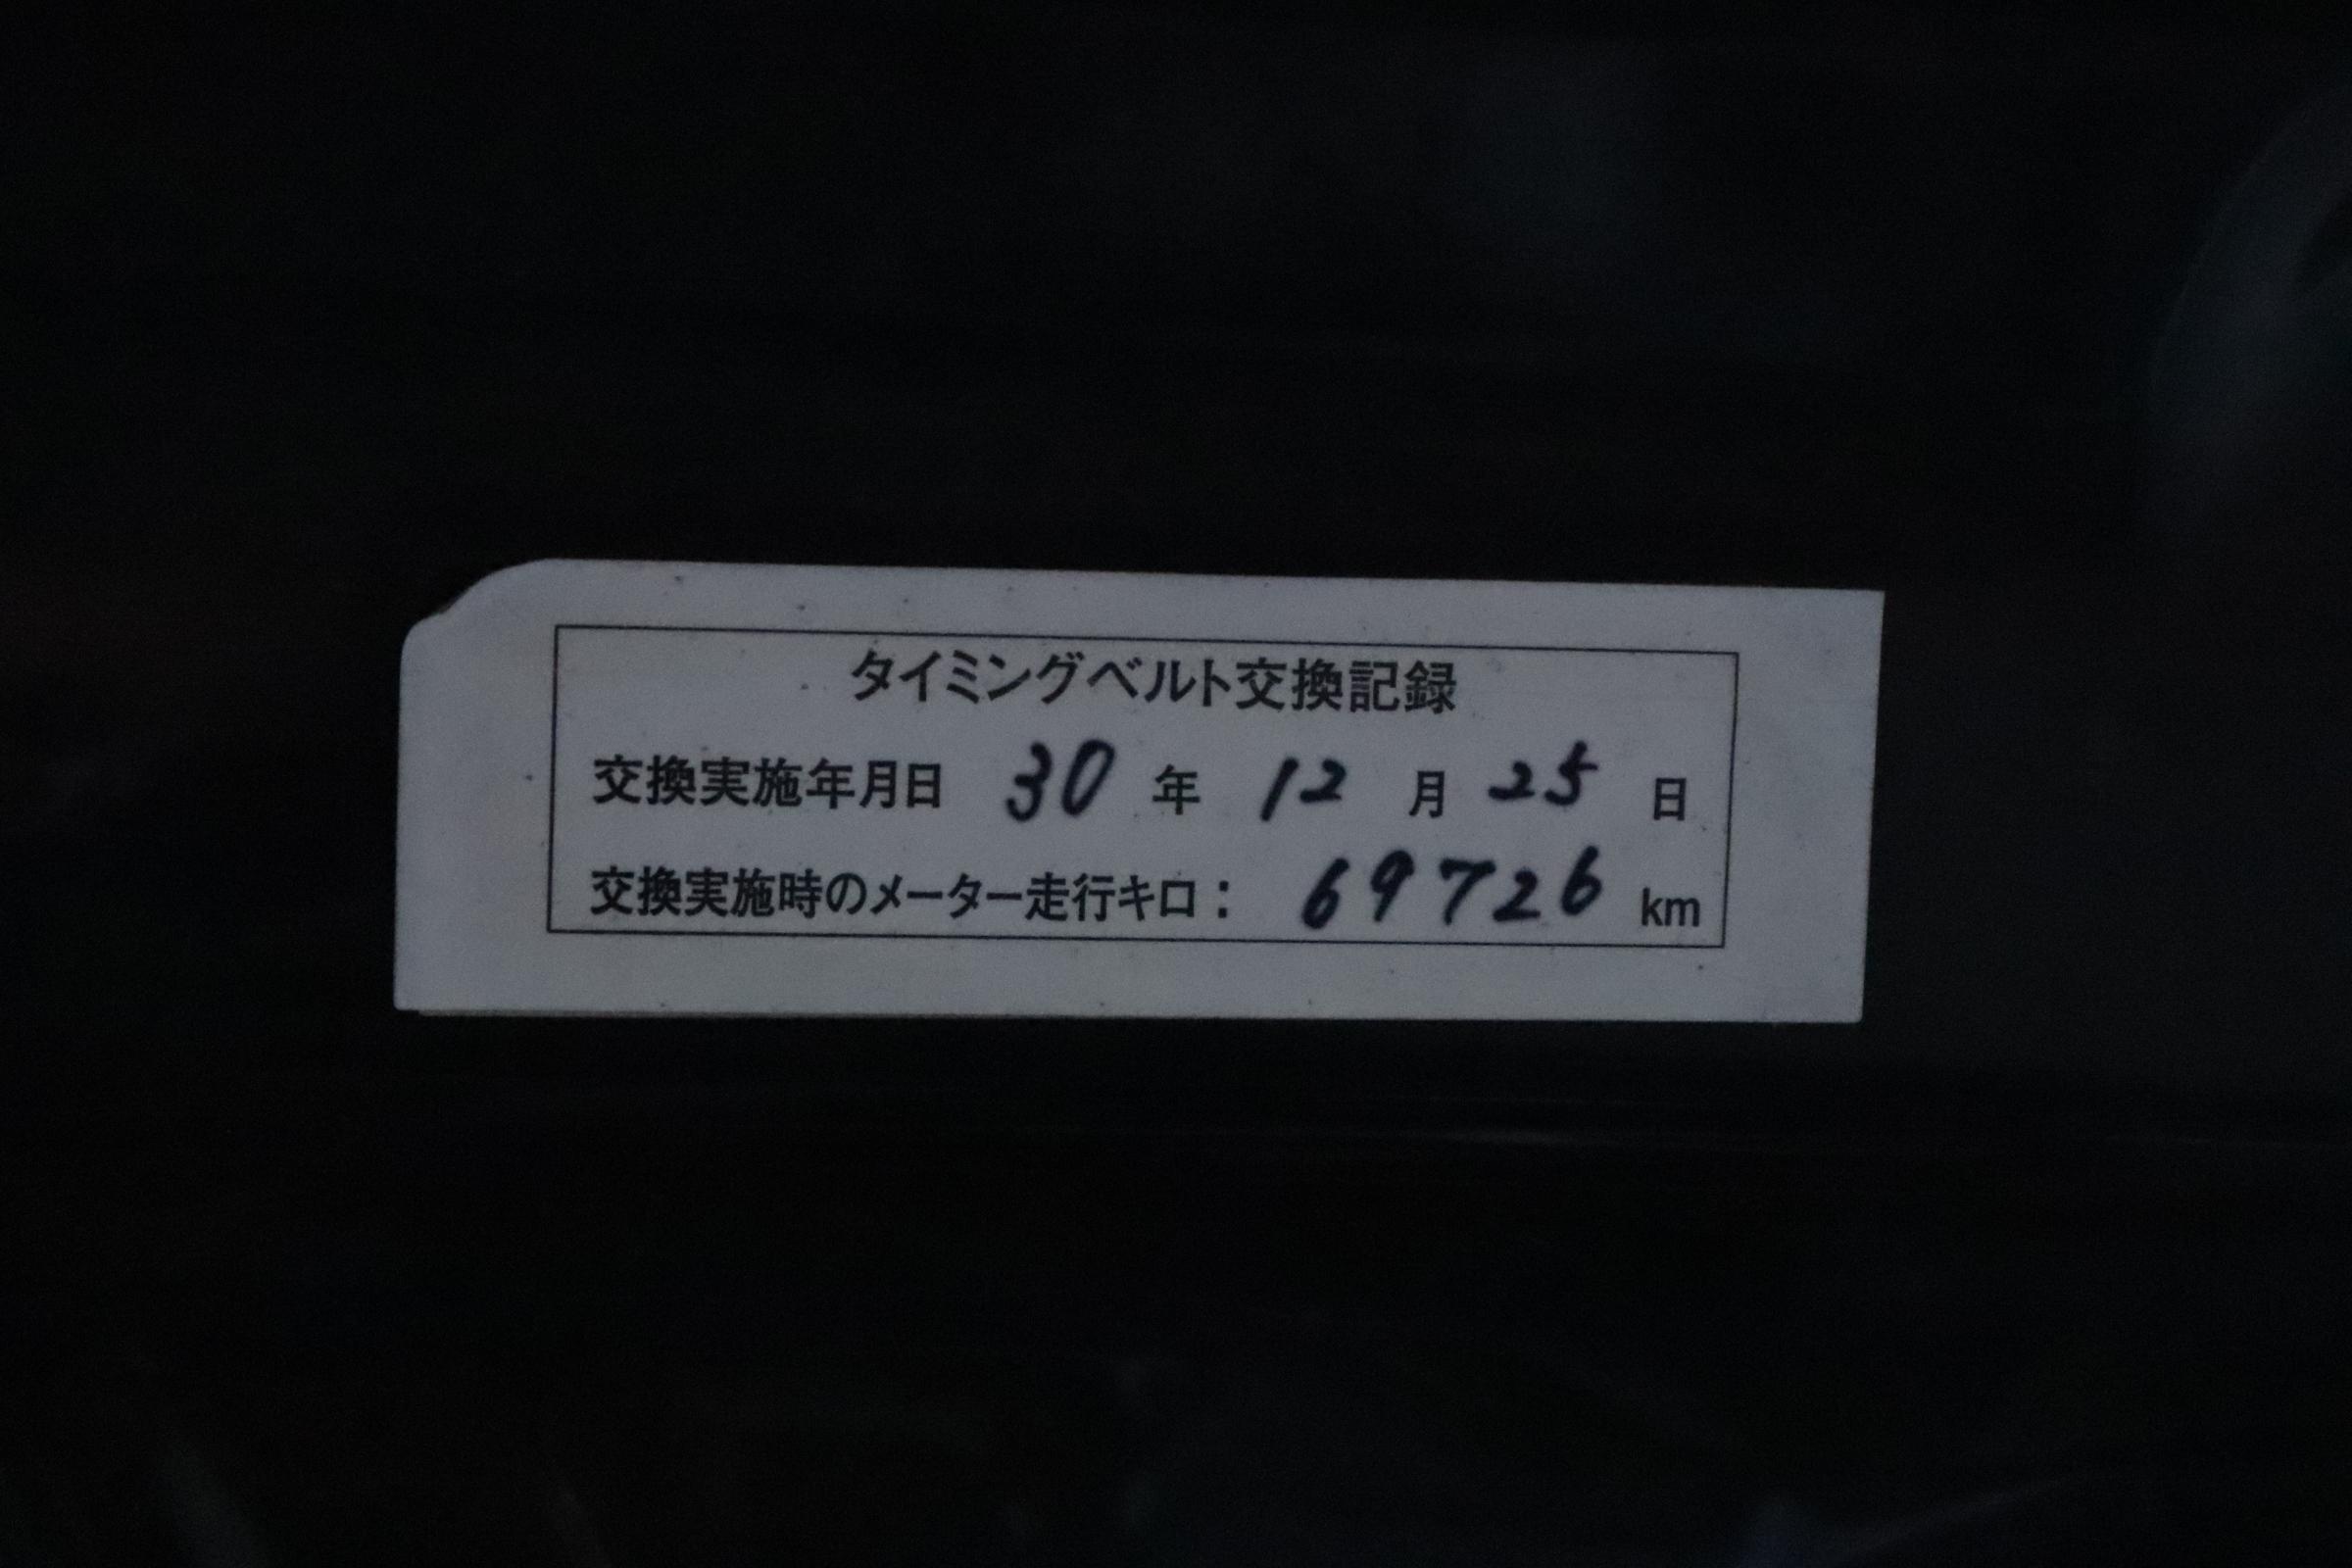 タイミングベルト交換記録
交換実施年月日 30 年 12 月 25 日
交換実施時のメーター走行キロ： 69726 km